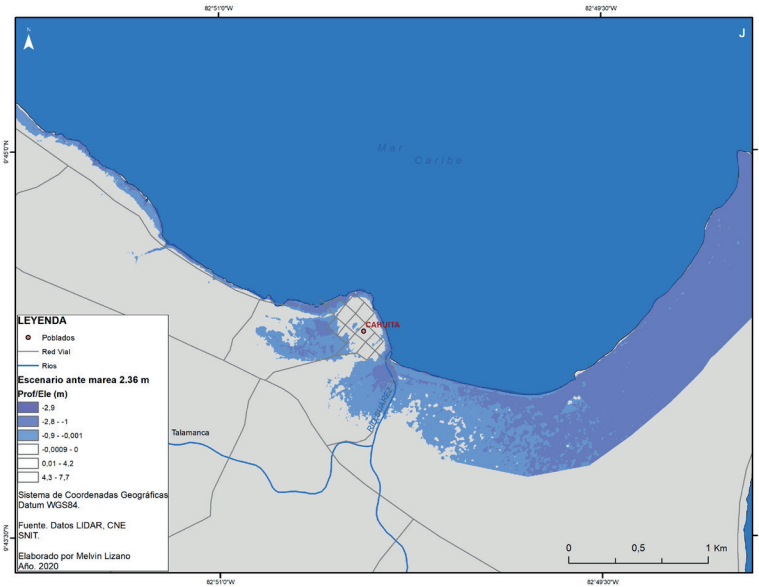 82°51'0"W
82°49'30"W
N
J
9°45'0"N
Mar
Caribe
CAHUITA
LEYENDA
Poblados
Red Vial
Rios
Escenario ante marea 2.36 m
Prof/Ele (m)
-2,9
-2,8 - -1
-0,9 - -0,001
-0,0009 - 0
0,01 - 4,2
4,3 - 7,7
Sistema de Coordenadas Geográficas
Datum WGS84.
Fuente. Datos LIDAR, CNE
SNIT.
Elaborado por Melvin Lizano
Año. 2020
Talamanca
RIO SUAREZ
9°43'30"N
0
0,5
1 Km
82°51'0"W
82°49'30"W